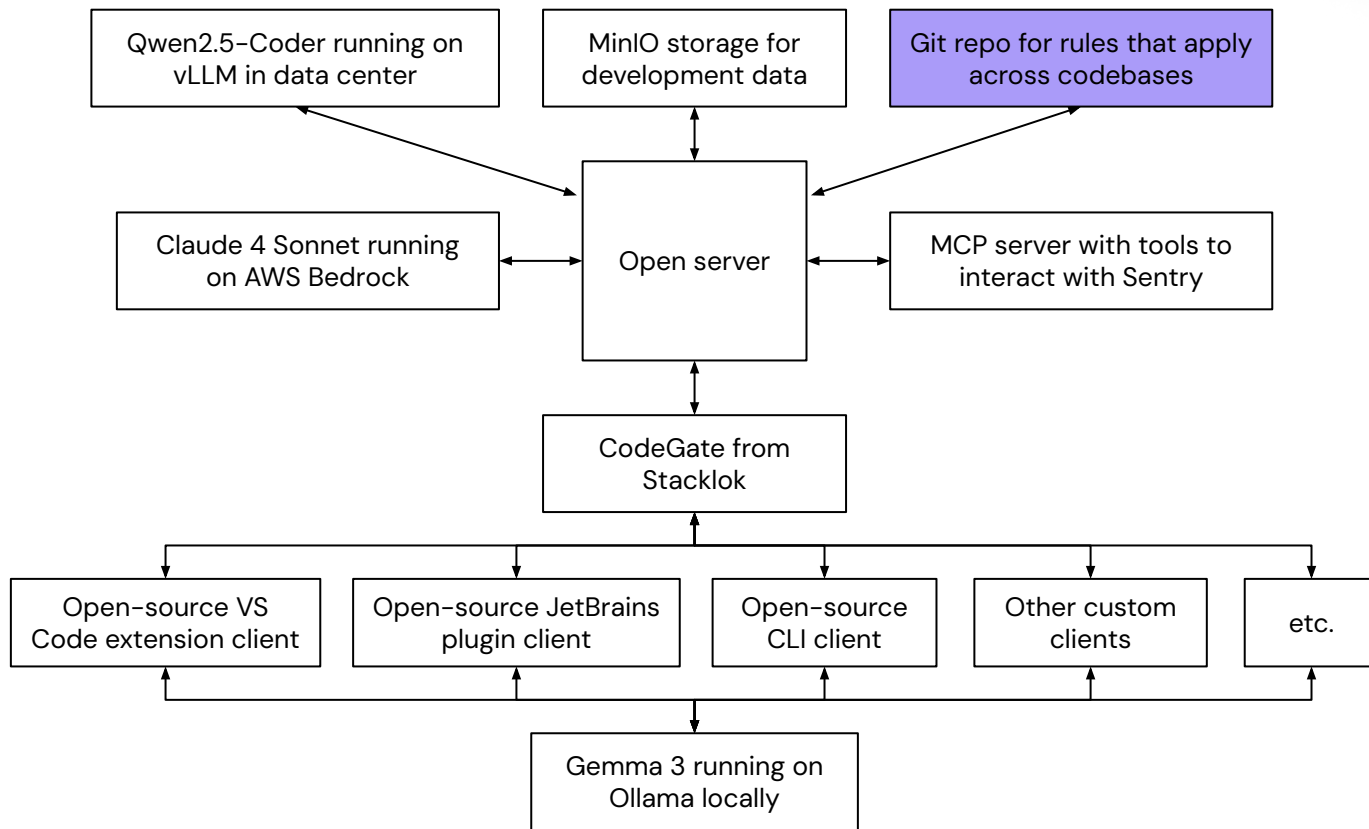 Qwen2.5-Coder running on
vLLM in data center
MinIO storage for
development data
Git repo for rules that apply
across codebases
Claude 4 Sonnet running
on AWS Bedrock
Open server
MCP server with tools to
interact with Sentry
CodeGate from
Stacklok
Open-source VS
Code extension client
Open-source JetBrains
plugin client
Open-source
CLI client
Other custom
clients
etc.
Gemma 3 running on
Ollama locally